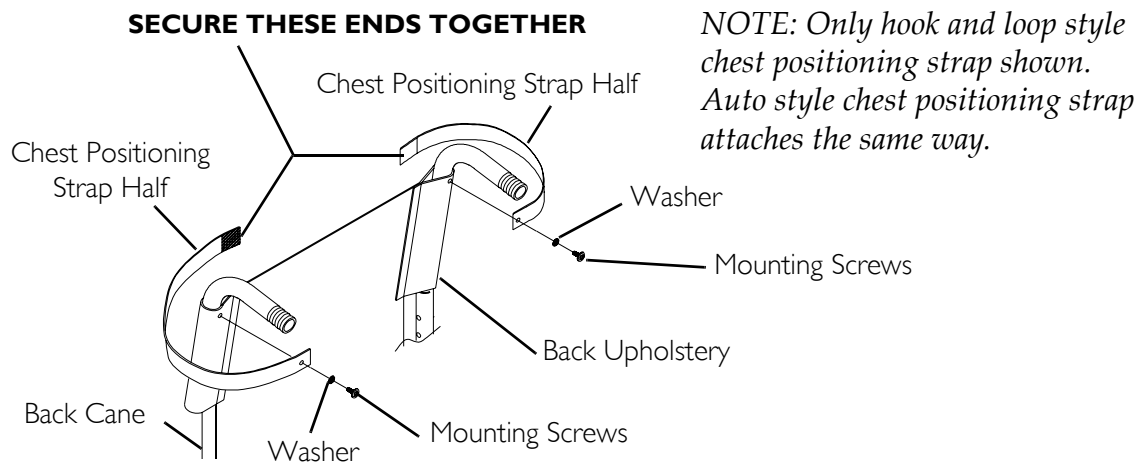 SECURE THESE ENDS TOGETHER
NOTE: Only hook and loop style
chest positioning strap shown.
Auto style chest positioning strap
attaches the same way.
Chest Positioning Strap Half
Chest Positioning
Strap Half
Washer
Mounting Screws
Back Upholstery
Back Cane
Washer
Mounting Screws